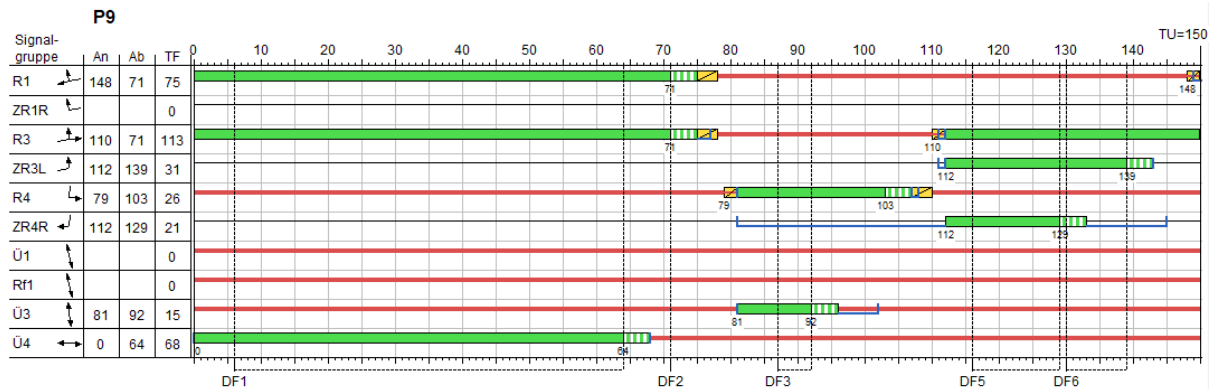 P9
TU=150
Signal-
gruppe An Ab TF 0 10 20 30 40 50 60 70 80 90 100 110 120 130 140
R1 148 71 75
71 148
ZR1R 0
R3 110 71 113
71 110
ZR3L 112 139 31
112 139
R4 79 103 26
79 103
ZR4R 112 129 21
112 129
Ü1 0
Rf1 0
Ü3 81 92 15
81 92
Ü4 0 64 68
0 64
DF1 DF2 DF3 DF5 DF6